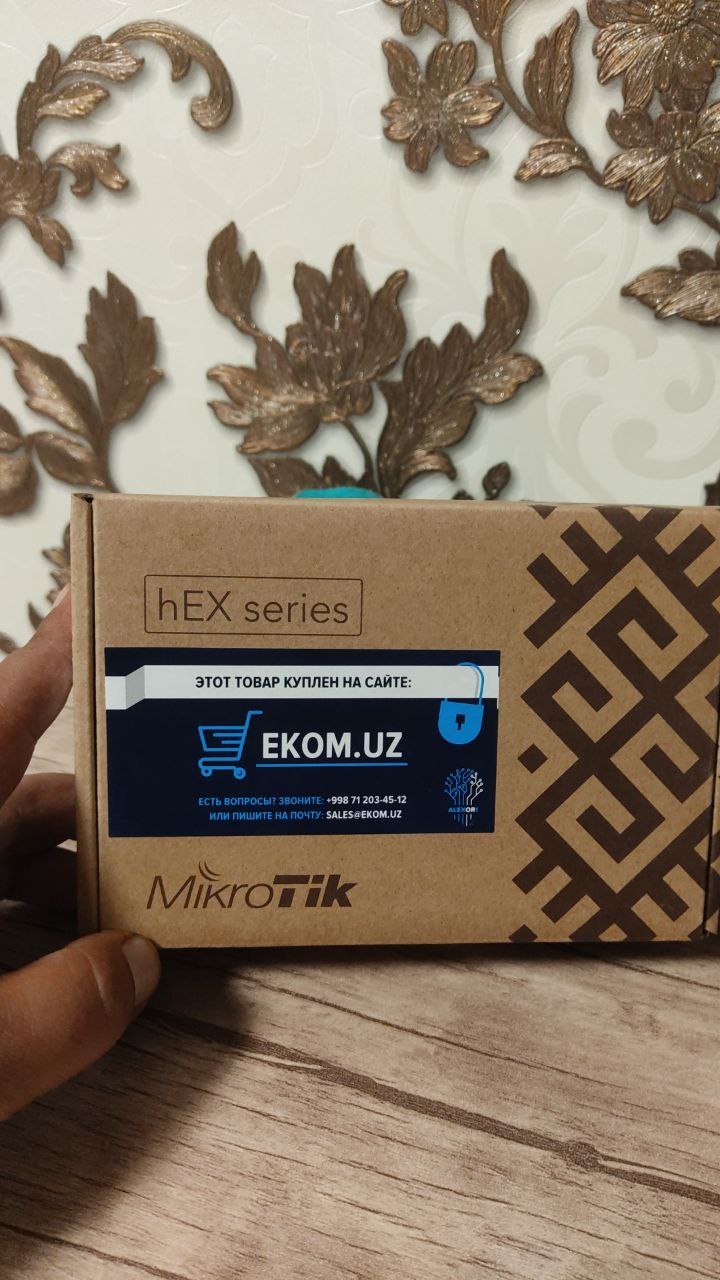 hEX series
ЭТОТ ТОВАР КУПЛЕН НА САЙТЕ:
EKOM.UZ
ЕСТЬ ВОПРОСЫ? ЗВОНИТЕ: +998 71 203-45-12
ИЛИ ПИШИТЕ НА ПОЧТУ: SALES@EKOM.UZ
ALEXORI
MikroTik